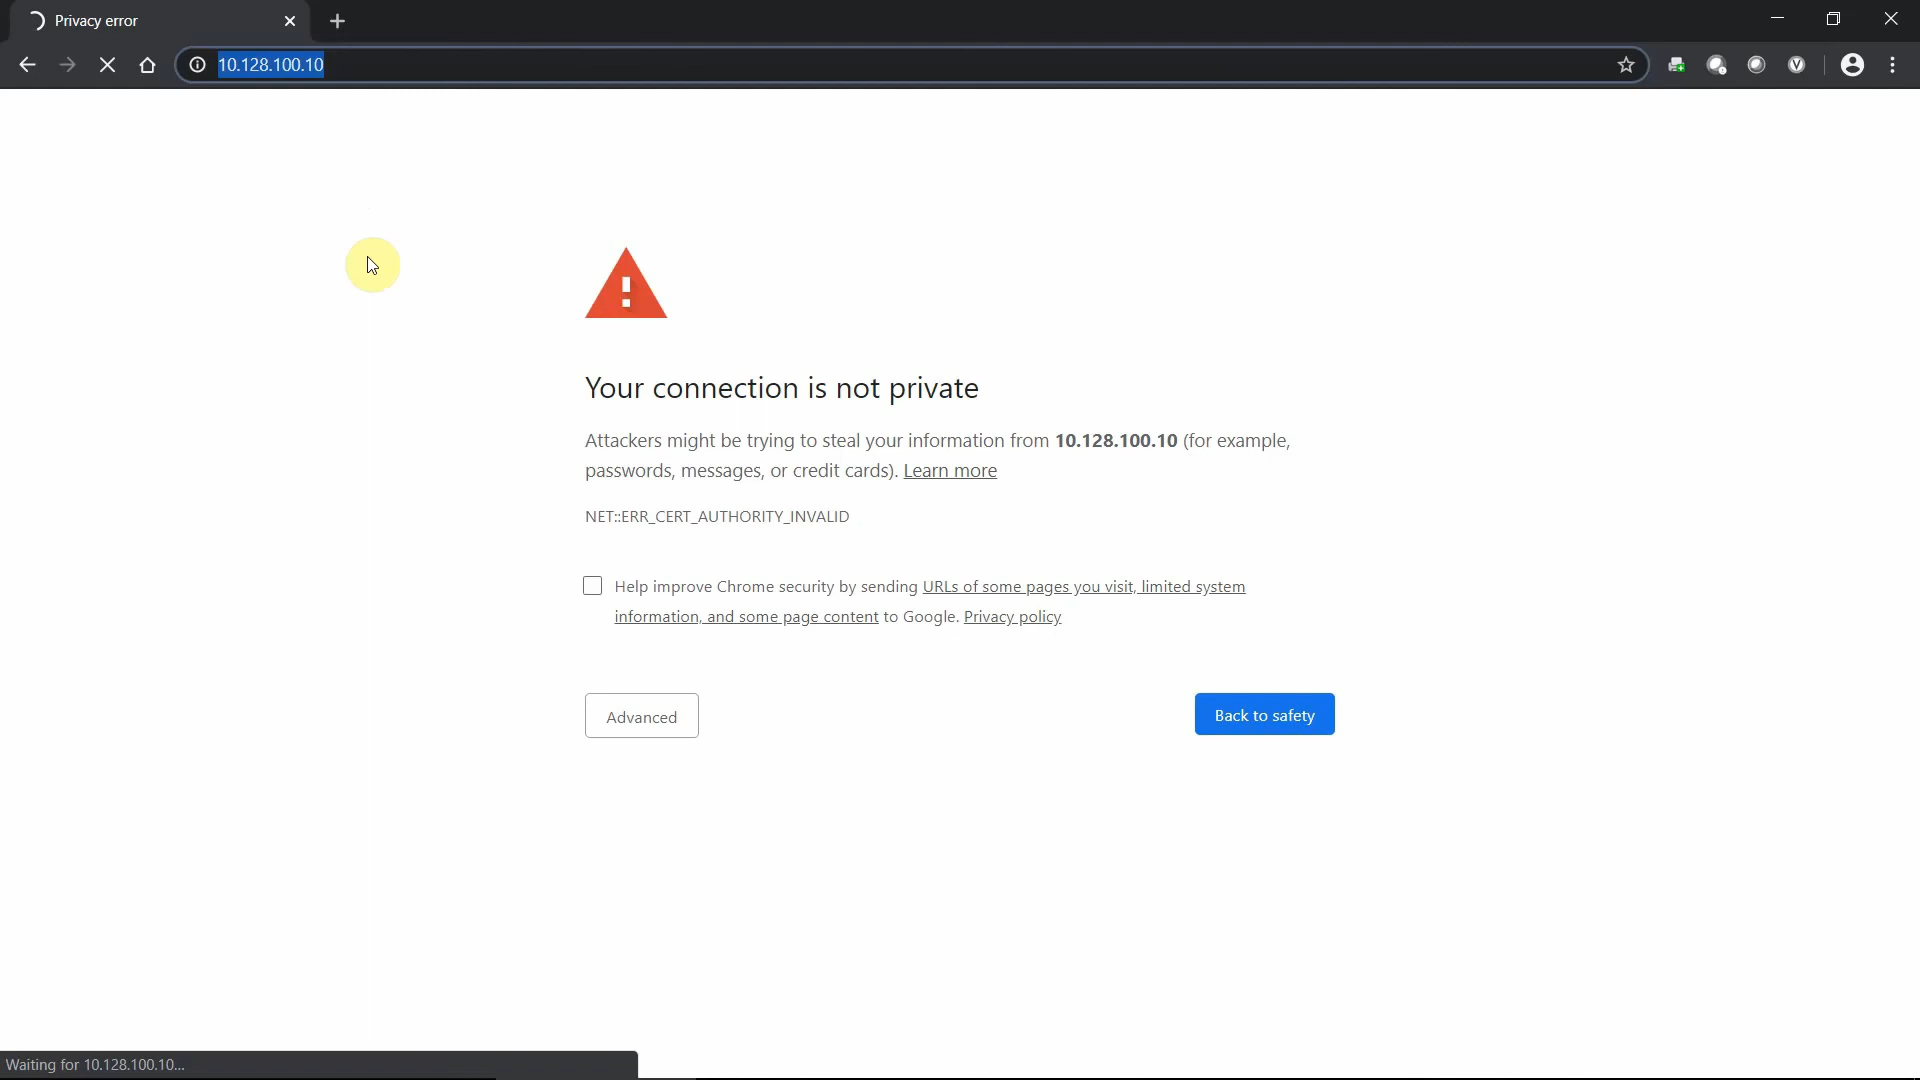 Privacy error
10.128.100.10
V
Your connection is not private
Attackers might be trying to steal your information from 10.128.100.10 (for example,
passwords, messages, or credit cards). Learn more
NET::ERR_CERT_AUTHORITY_INVALID
Help improve Chrome security by sending URLs of some pages you visit, limited system
information, and some page content to Google. Privacy policy
Advanced
Back to safety
Waiting for 10.128.100.10...